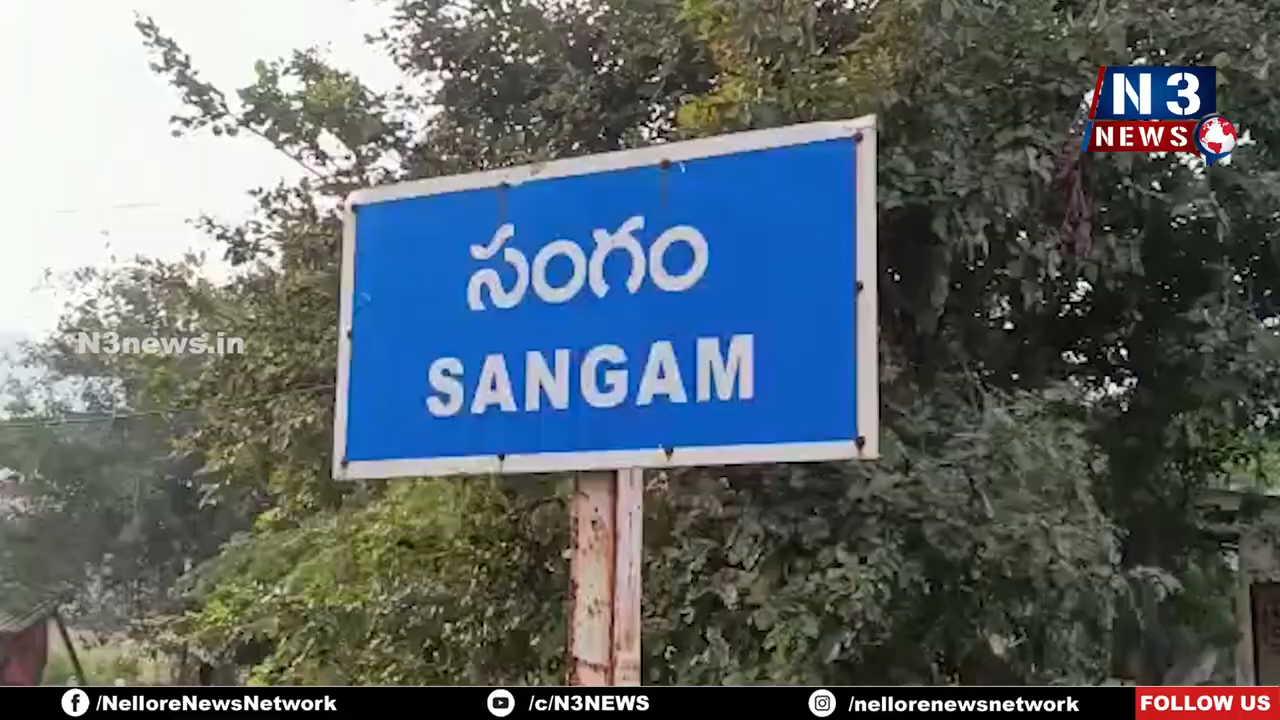 N3
NEWS
సంగం
SANGAM
N3news.in
/NelloreNewsNetwork
/c/N3NEWS
/nellorenewsnetwork
FOLLOW US